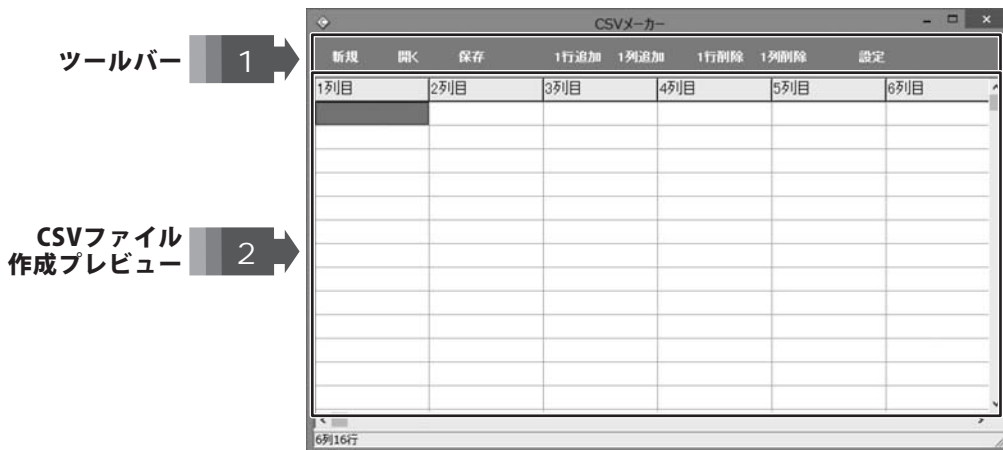 CSVメーカー
ツールバー 1
新規 開く 保存 1行追加 1列追加 1行削除 1列削除 設定
1列目 2列目 3列目 4列目 5列目 6列目
CSVファイル
作成プレビュー 2
6列16行